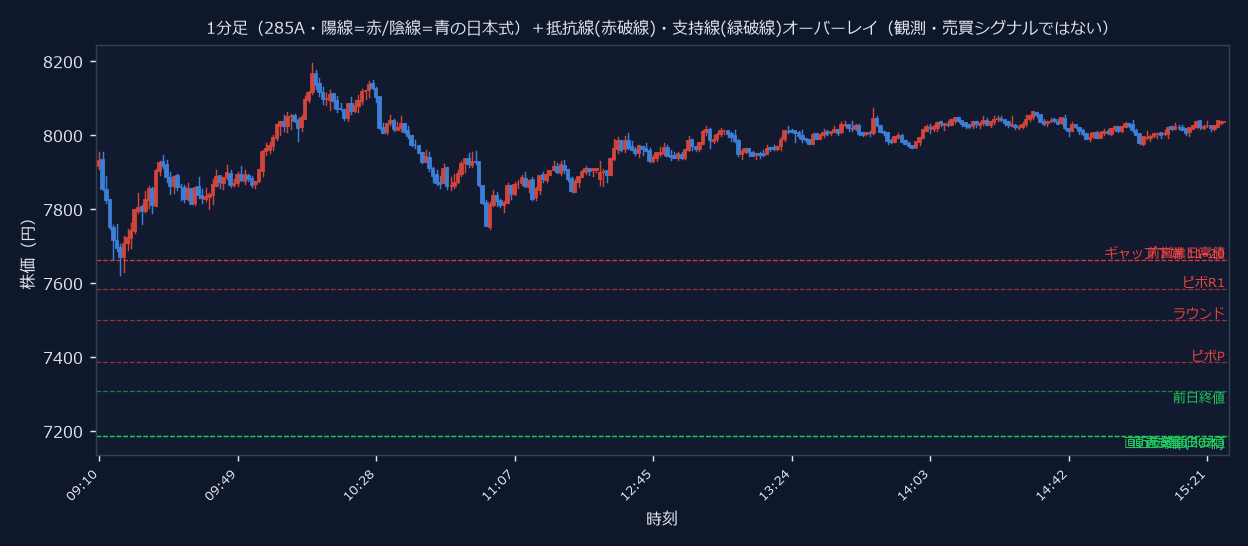 1分足（285A・陽線=赤/陰線=青の日本式）＋抵抗線(赤破線)・支持線(緑破線)オーバーレイ（観測・売買シグナルではない）
株価（円）
8200
8000
7800
7600
7400
7200
ピボR1
ラウンド
ピボP
前日終値
09:10
09:49
10:28
11:07
12:45
13:24
14:03
14:42
15:21
時刻